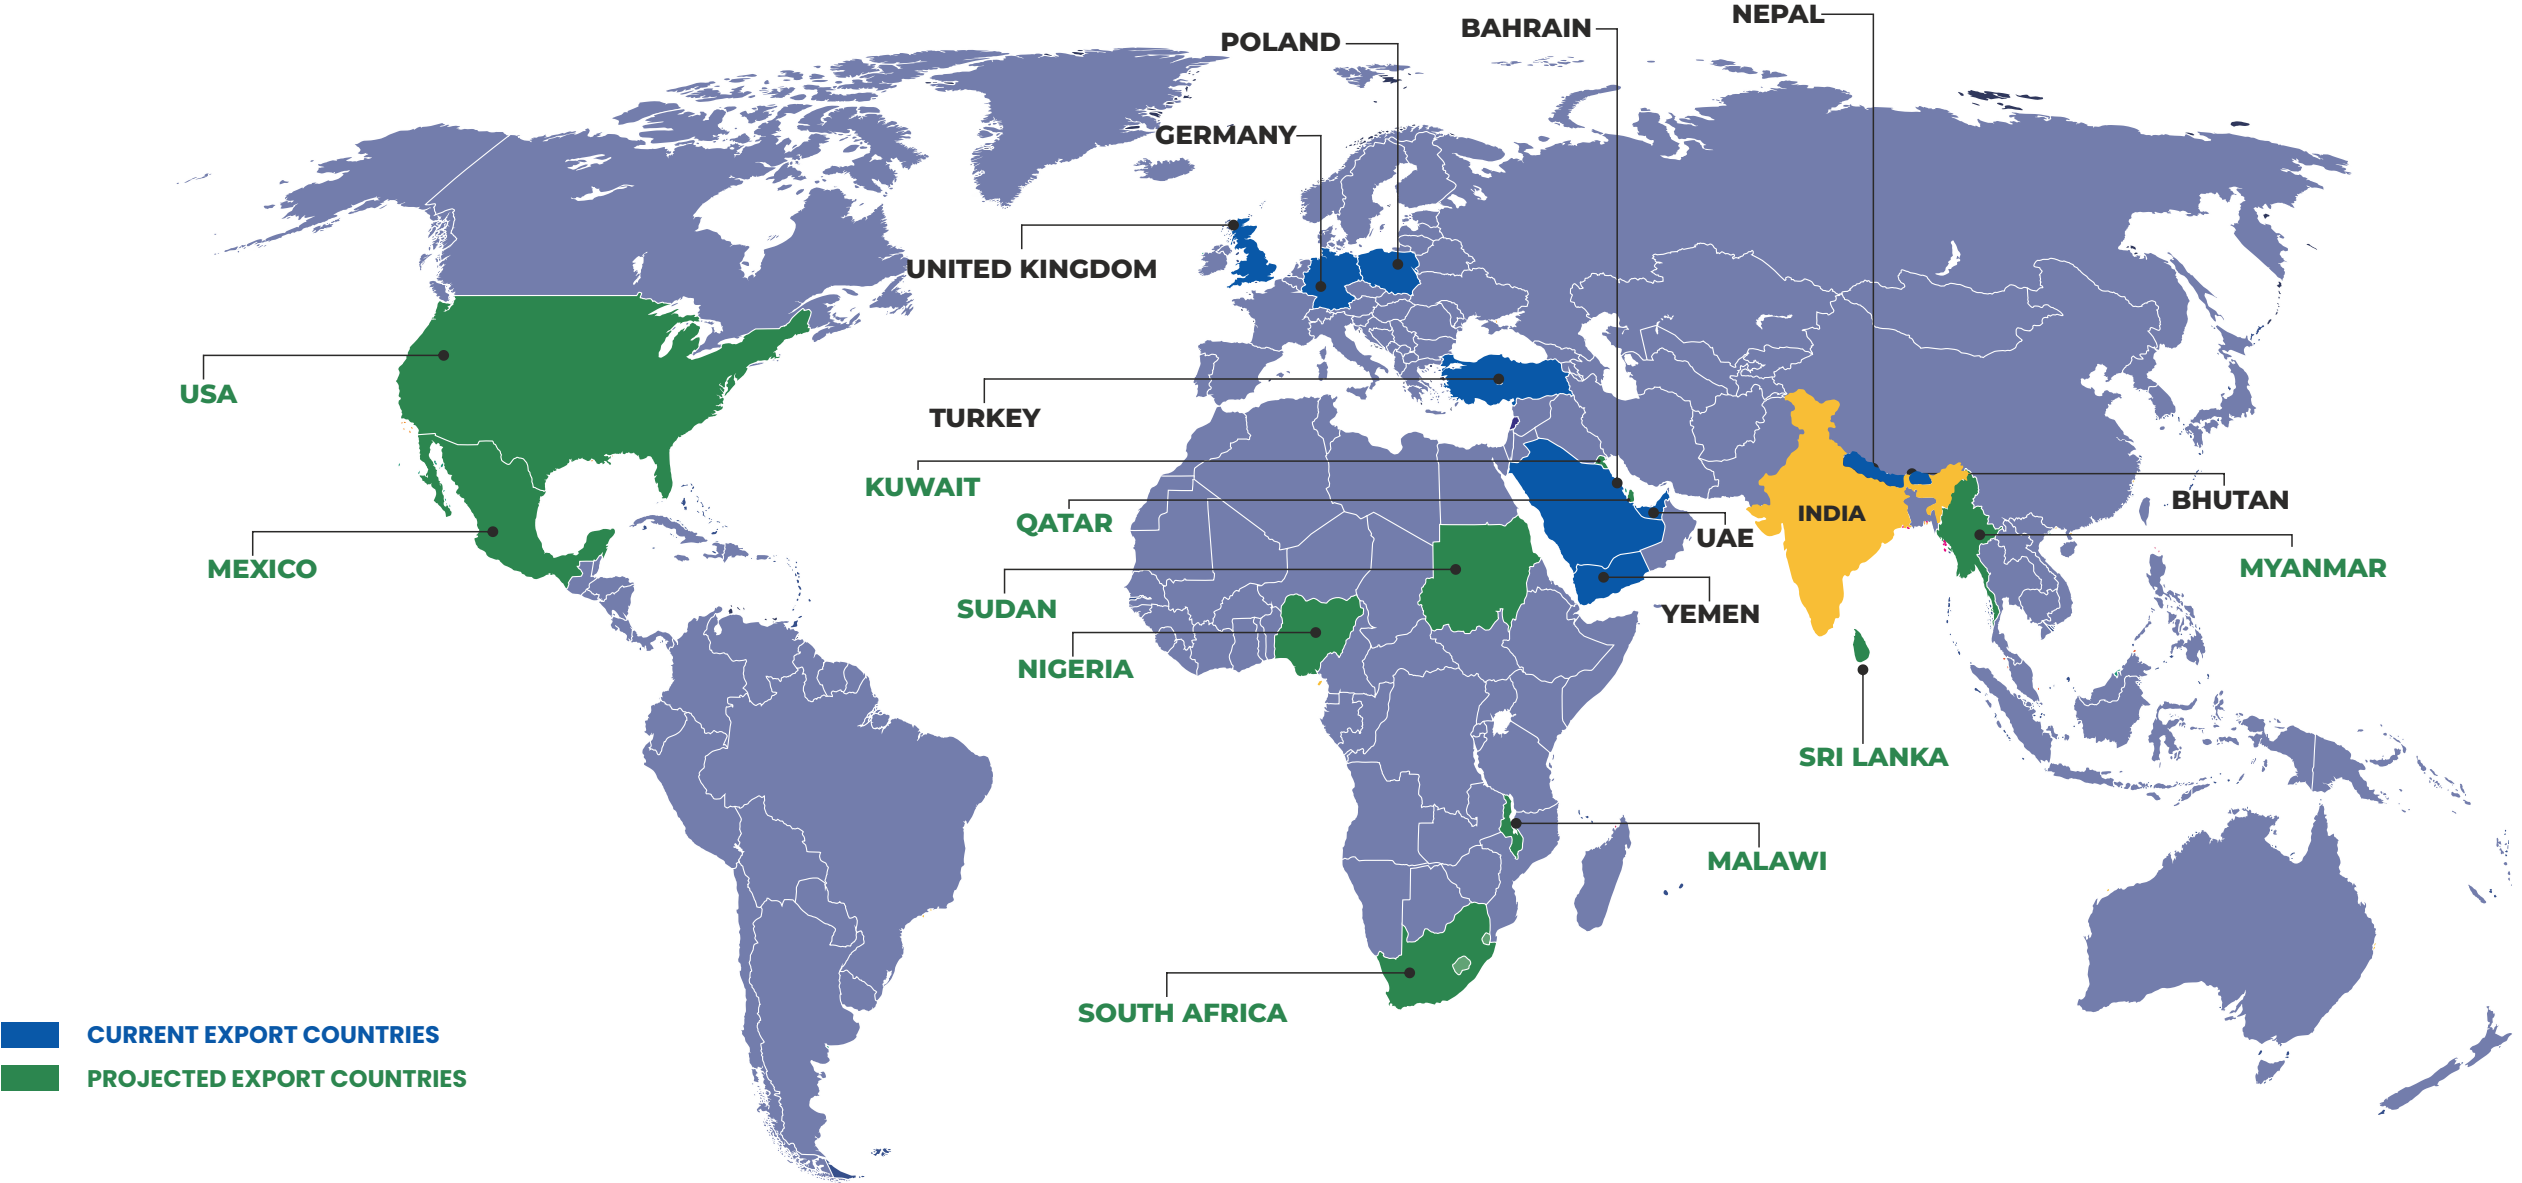 NEPAL
BAHRAIN
POLAND
GERMANY
UNITED KINGDOM
USA
TURKEY
KUWAIT
BHUTAN
INDIA
QATAR
UAE
MEXICO
MYANMAR
SUDAN
YEMEN
NIGERIA
SRI LANKA
MALAWI
SOUTH AFRICA
CURRENT EXPORT COUNTRIES
PROJECTED EXPORT COUNTRIES